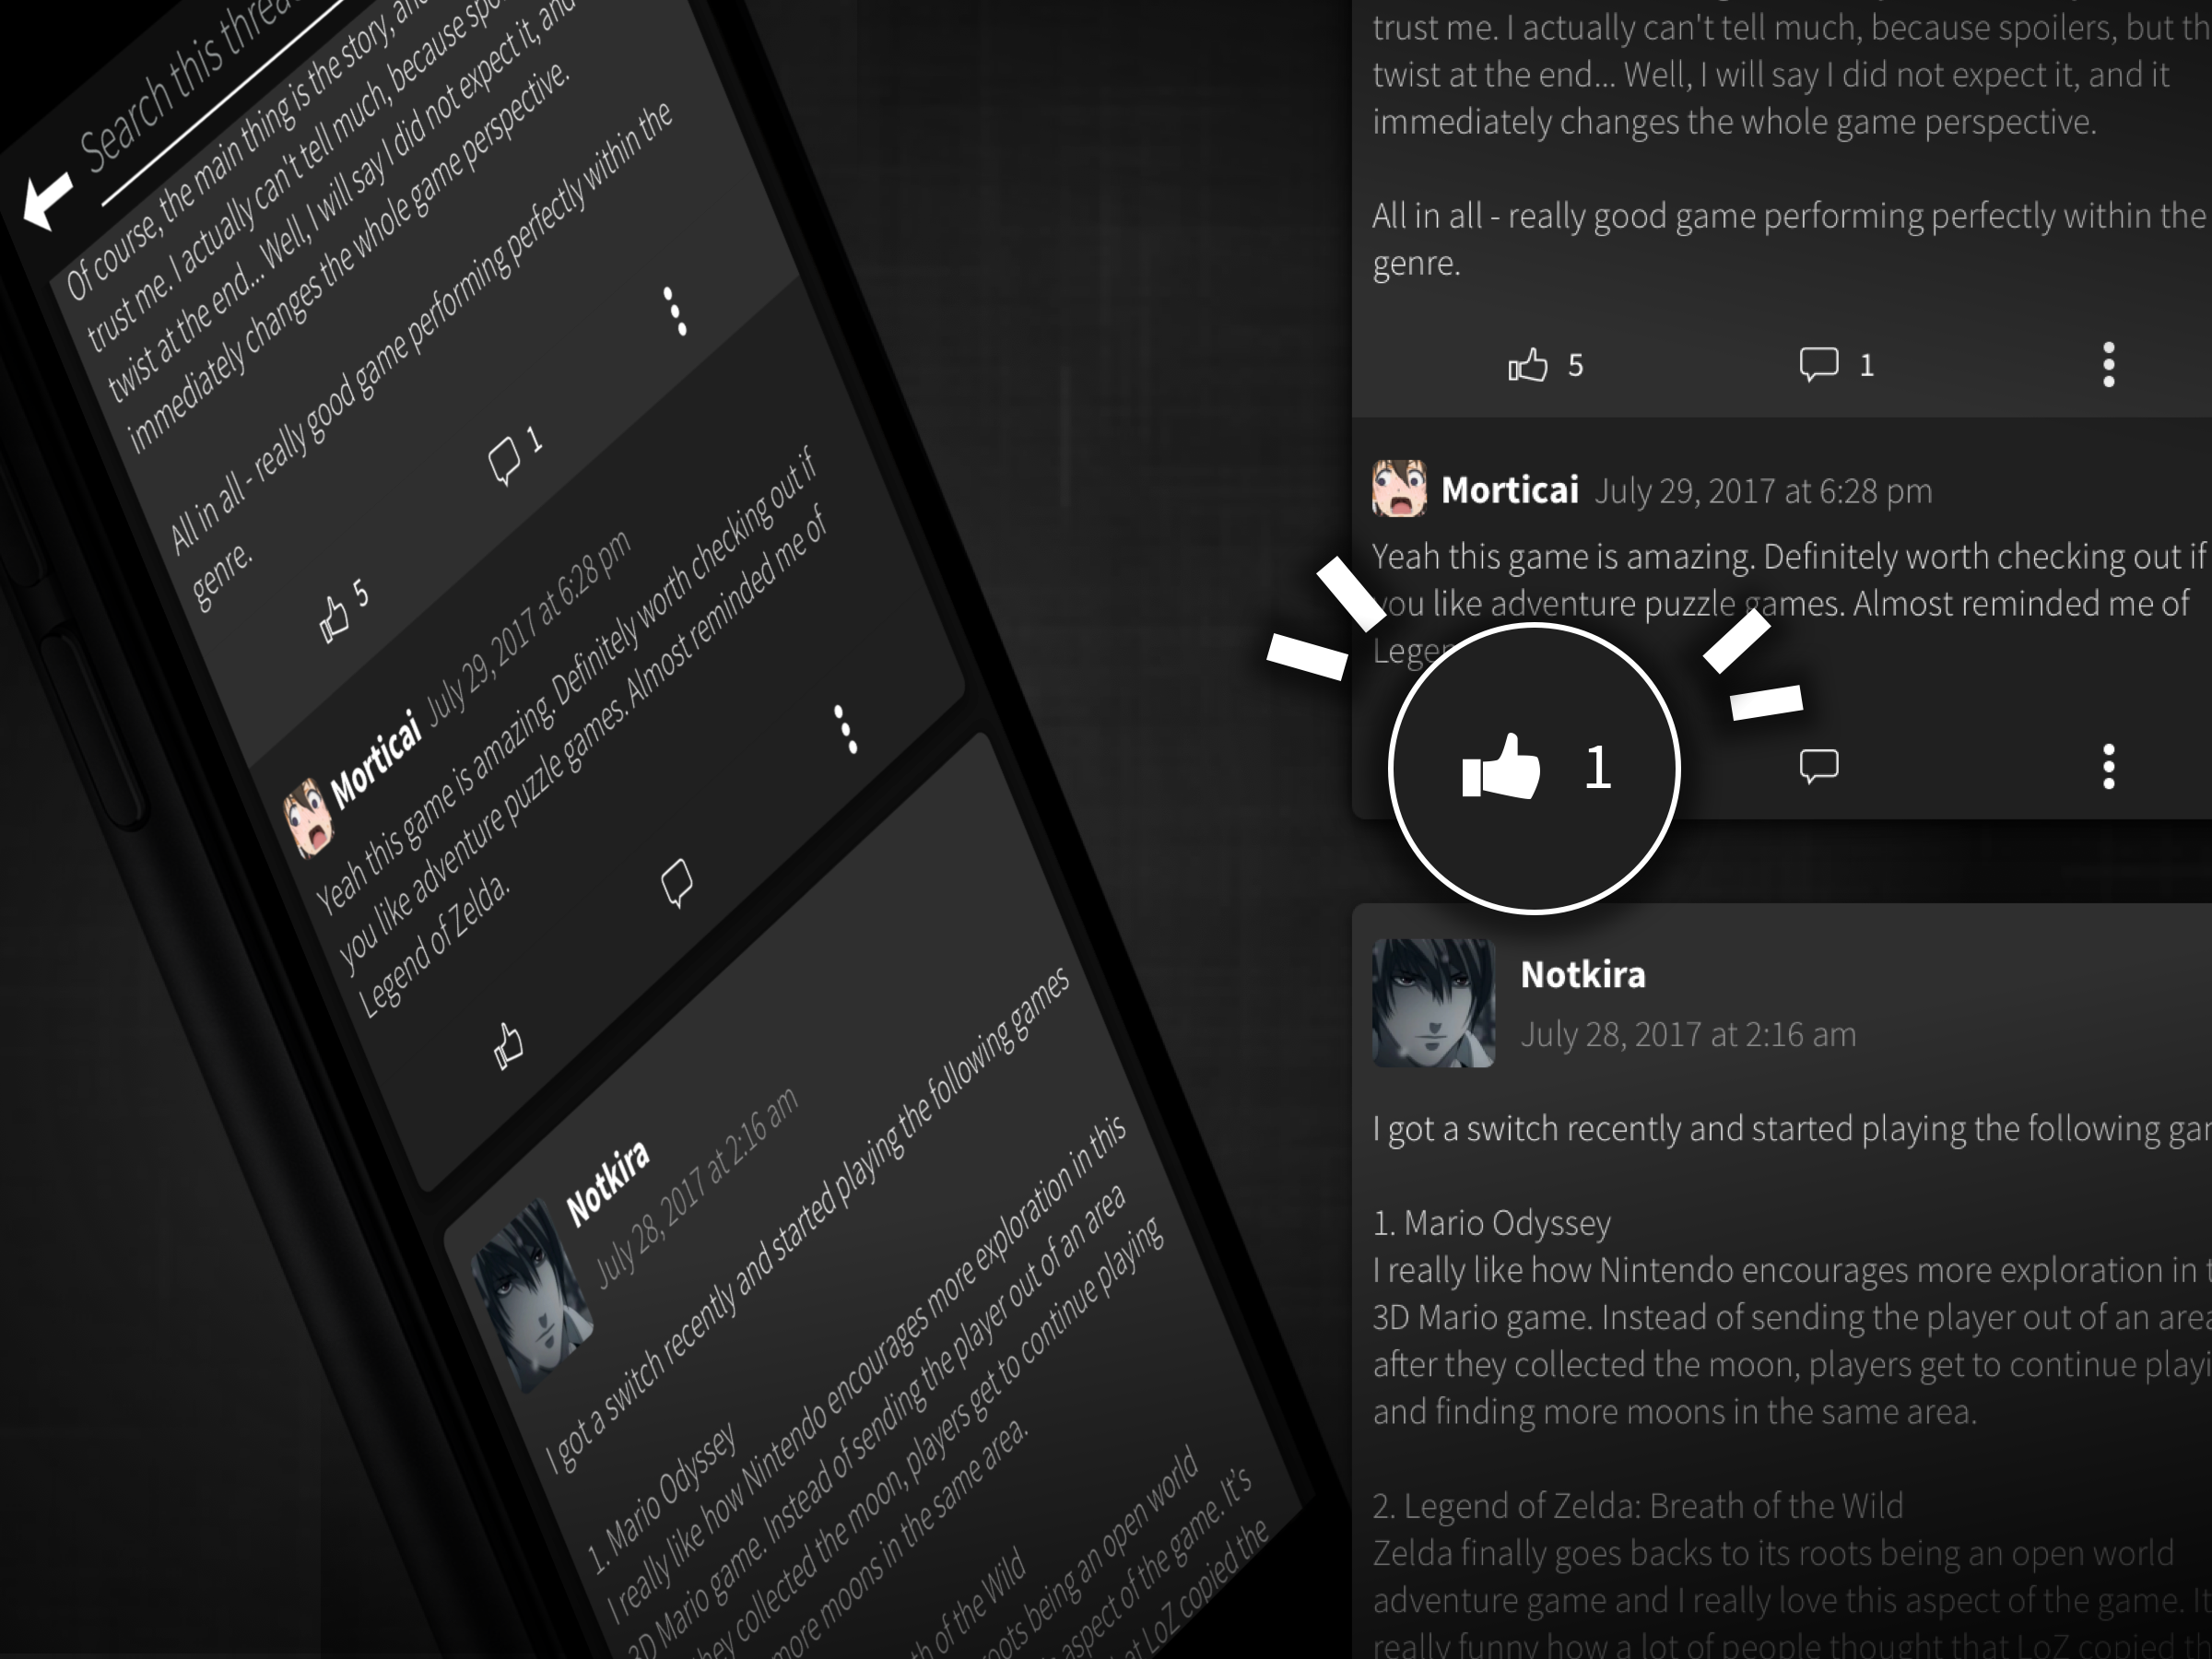 Search this threa
Of course, the main thing is the story, and
trust me. I actually can't tell much, because spo
twist at the end... Well, I will say I did not expect it, and
immediately changes the whole game perspective.
All in all - really good game performing perfectly within the
genre.
5
1
Morticai July 29, 2017 at 6:28 pm
Yeah this game is amazing. Definitely worth checking out if
you like adventure puzzle games. Almost reminded me of
Legend of Zelda.
Notkira
July 28, 2017 at 2:16 am
I got a switch recently and started playing the following games
1. Mario Odyssey
I really like how Nintendo encourages more exploration in this
3D Mario game. Instead of sending the player out of an area
they collected the moon, players get to continue playing
more moons in the same area.
th of the Wild
roots being an open world
aspect of the game. It's
at LoZ copied the
trust me. I actually can't tell much, because spoilers, but th
twist at the end... Well, I will say I did not expect it, and it
immediately changes the whole game perspective.
All in all - really good game performing perfectly within the
genre.
5
1
Morticai July 29, 2017 at 6:28 pm
Yeah this game is amazing. Definitely worth checking out if
you like adventure puzzle games. Almost reminded me of
Legen
1
Notkira
July 28, 2017 at 2:16 am
I got a switch recently and started playing the following gam
1. Mario Odyssey
I really like how Nintendo encourages more exploration in t
3D Mario game. Instead of sending the player out of an area
after they collected the moon, players get to continue playi
and finding more moons in the same area.
2. Legend of Zelda: Breath of the Wild
Zelda finally goes backs to its roots being an open world
adventure game and I really love this aspect of the game. It
really funny how a lot of people thought that LoZ copied th